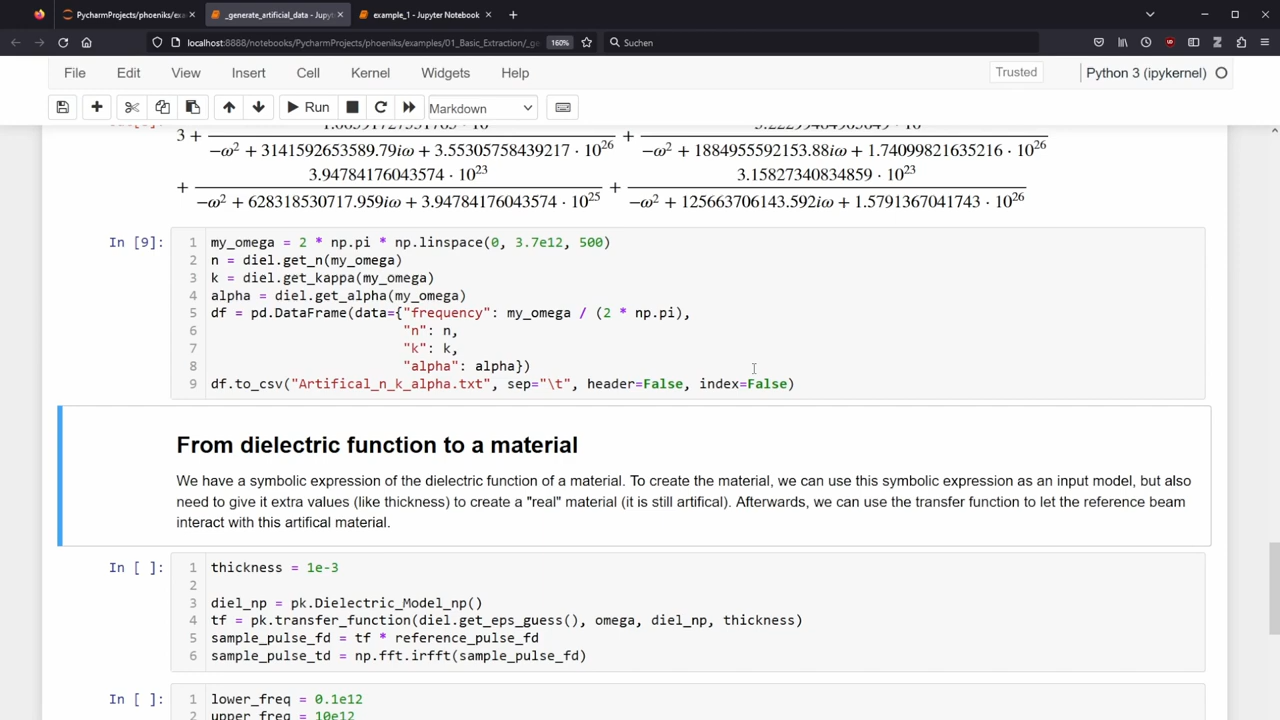 PycharmProjects/phoeniks/exa
_generate_artificial_data - Jupyt
example_1 - Jupyter Notebook
localhost:8888/notebooks/PycharmProjects/phoeniks/examples/01_Basic_Extraction/_ge
160%
Suchen
File Edit View Insert Cell Kernel Widgets Help
Trusted
Python 3 (ipykernel)
Run
Markdown
3 +
−ω² + 3141592653589.79iω + 3.55305758439217 · 10²⁶
+
−ω² + 1884955592153.88iω + 1.74099821635216 · 10²⁶
3.94784176043574 · 10²³
3.15827340834859 · 10²³
+
−ω² + 628318530717.959iω + 3.94784176043574 · 10²⁵
+
−ω² + 125663706143.592iω + 1.5791367041743 · 10²⁶
In [9]:
1 my_omega = 2 * np.pi * np.linspace(0, 3.7e12, 500)
2 n = diel.get_n(my_omega)
3 k = diel.get_kappa(my_omega)
4 alpha = diel.get_alpha(my_omega)
5 df = pd.DataFrame(data={"frequency": my_omega / (2 * np.pi),
6 "n": n,
7 "k": k,
8 "alpha": alpha})
9 df.to_csv("Artifical_n_k_alpha.txt", sep="\t", header=False, index=False)
From dielectric function to a material
We have a symbolic expression of the dielectric function of a material. To create the material, we can use this symbolic expression as an input model, but also
need to give it extra values (like thickness) to create a "real" material (it is still artifical). Afterwards, we can use the transfer function to let the reference beam
interact with this artifical material.
In [ ]:
1 thickness = 1e-3
2
3 diel_np = pk.Dielectric_Model_np()
4 tf = pk.transfer_function(diel.get_eps_guess(), omega, diel_np, thickness)
5 sample_pulse_fd = tf * reference_pulse_fd
6 sample_pulse_td = np.fft.irfft(sample_pulse_fd)
In [ ]:
1 lower_freq = 0.1e12
2 upper_freq = 10e12